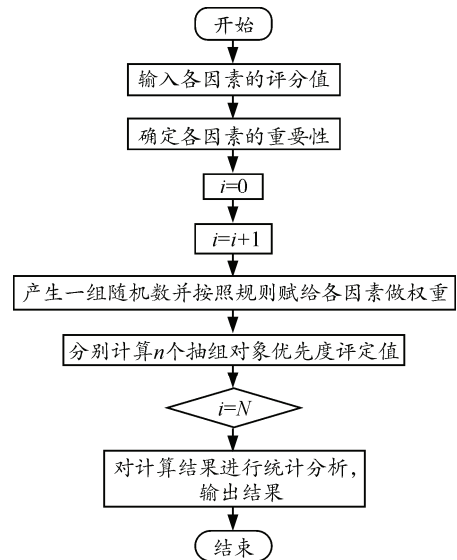 开始
输入各因素的评分值
确定各因素的重要性
i=0
i=i+1
产生一组随机数并按照规则赋给各因素做权重
分别计算n个抽组对象优先度评定值
i=N
对计算结果进行统计分析，
输出结果
结束